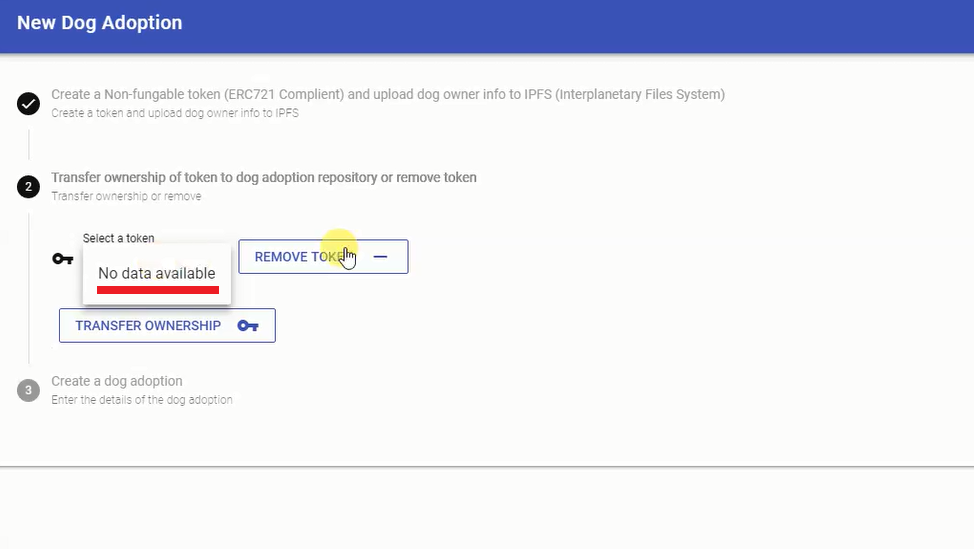 New Dog Adoption
Create a Non-fungable token (ERC721 Complient) and upload dog owner info to IPFS (Interplanetary Files System)
Create a token and upload dog owner info to IPFS
2
Transfer ownership of token to dog adoption repository or remove token
Transfer ownership or remove
Select a token
No data available
REMOVE TOKEN
TRANSFER OWNERSHIP
3
Create a dog adoption
Enter the details of the dog adoption